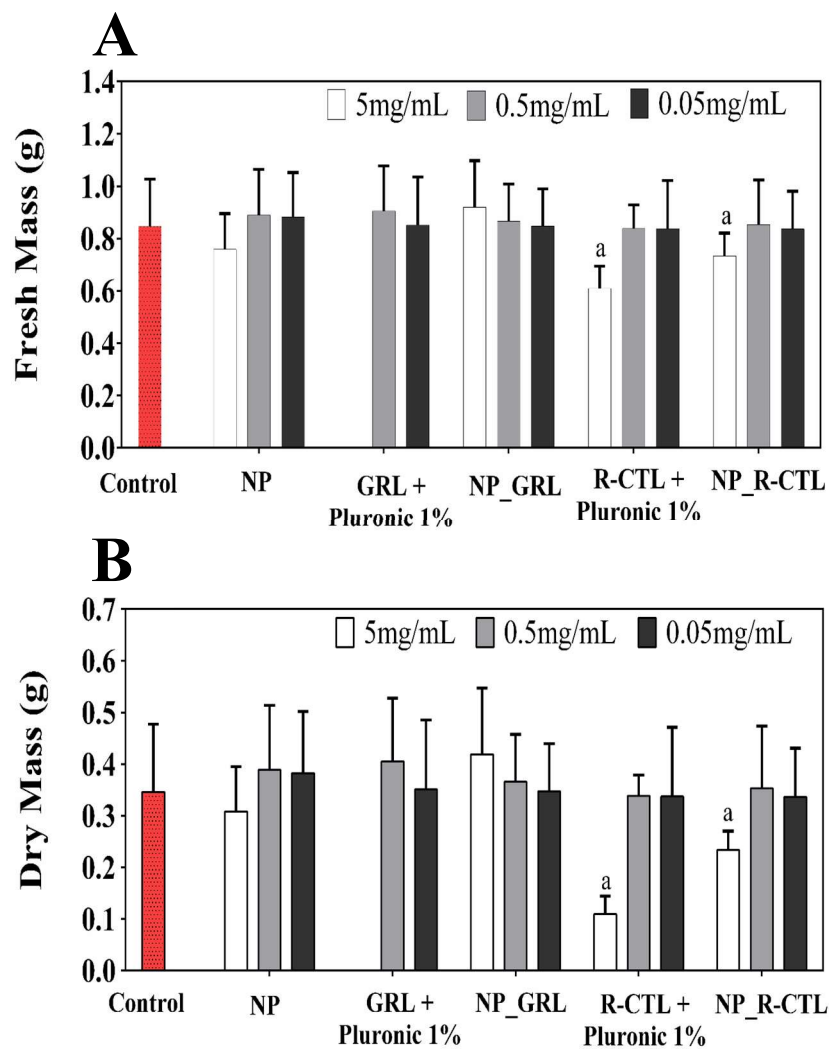 A
1.4
1.2
1.0
0.8
0.6
0.4
0.2
0.0
Fresh Mass (g)
5mg/mL 0.5mg/mL 0.05mg/mL
a
a
Control NP GRL + NP_GRL R-CTL + NP_R-CTL
Pluronic 1% Pluronic 1%
B
0.7
0.6
0.5
0.4
0.3
0.2
0.1
0.0
Dry Mass (g)
5mg/mL 0.5mg/mL 0.05mg/mL
a
a
Control NP GRL + NP_GRL R-CTL + NP_R-CTL
Pluronic 1% Pluronic 1%